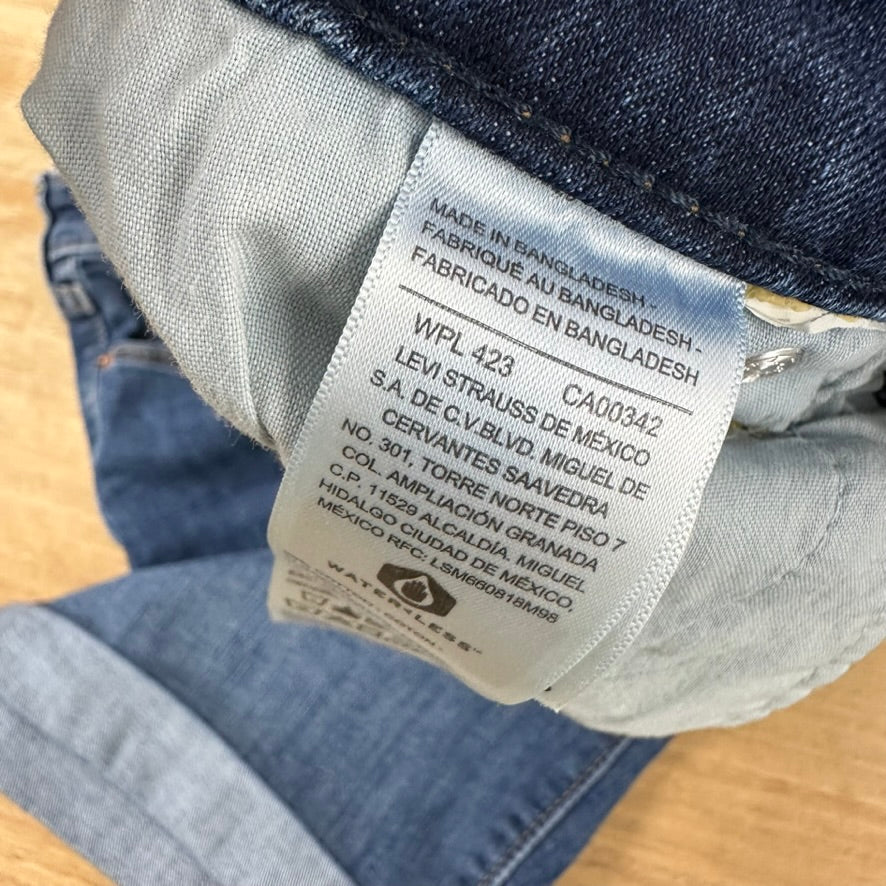 MADE IN BANGLADESH -
FABRIQUÉ AU BANGLADESH -
FABRICADO EN BANGLADESH
WPL 423 CA00342
LEVI STRAUSS DE MÉXICO
S.A. DE C.V.BLVD. MIGUEL DE
CERVANTES SAAVEDRA
NO. 301, TORRE NORTE PISO 7
COL. AMPLIACIÓN GRANADA
C.P. 11529 ALCALDÍA, MIGUEL
HIDALGO CIUDAD DE MÉXICO,
MÉXICO RFC: LSM660818M98
WATER<LESS™